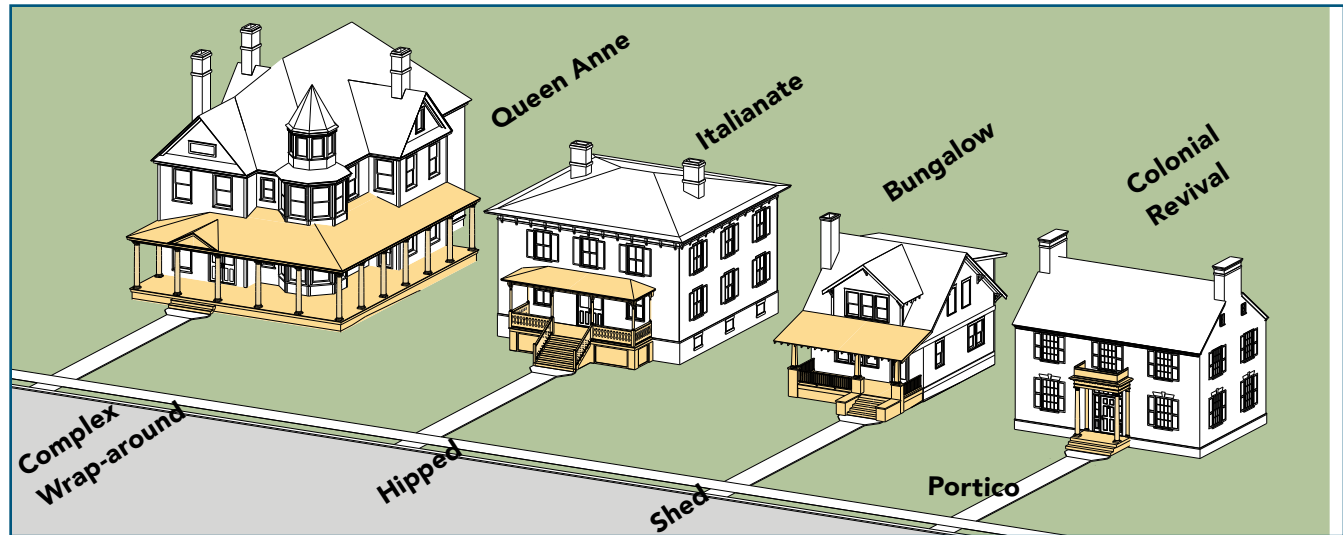 Queen Anne
Italianate
Bungalow
Colonial
Revival
Complex
Wrap-around
Hipped
Shed
Portico